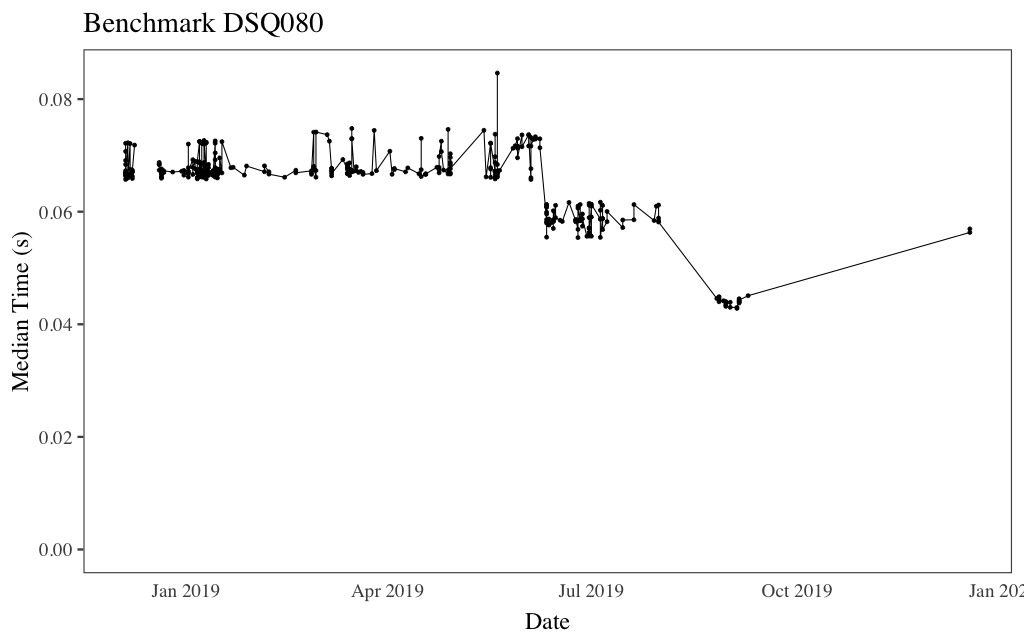 Benchmark DSQ080
0.08
0.06
0.04
0.02
0.00
Median Time (s)
Jan 2019
Apr 2019
Jul 2019
Oct 2019
Jan 202
Date